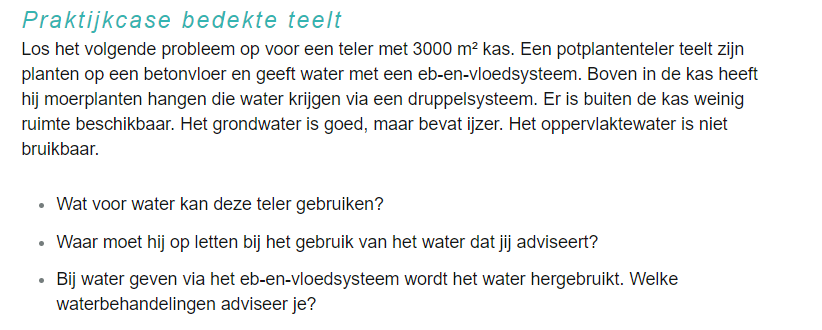 Praktijkcase bedekte teelt
Los het volgende probleem op voor een teler met 3000 m² kas. Een potplantenteler teelt zijn
planten op een betonvloer en geeft water met een eb-en-vloedsysteem. Boven in de kas heeft
hij moerplanten hangen die water krijgen via een druppelsysteem. Er is buiten de kas weinig
ruimte beschikbaar. Het grondwater is goed, maar bevat ijzer. Het oppervlaktewater is niet
bruikbaar.
• Wat voor water kan deze teler gebruiken?
• Waar moet hij op letten bij het gebruik van het water dat jij adviseert?
• Bij water geven via het eb-en-vloedsysteem wordt het water hergebruikt. Welke
waterbehandelingen adviseer je?